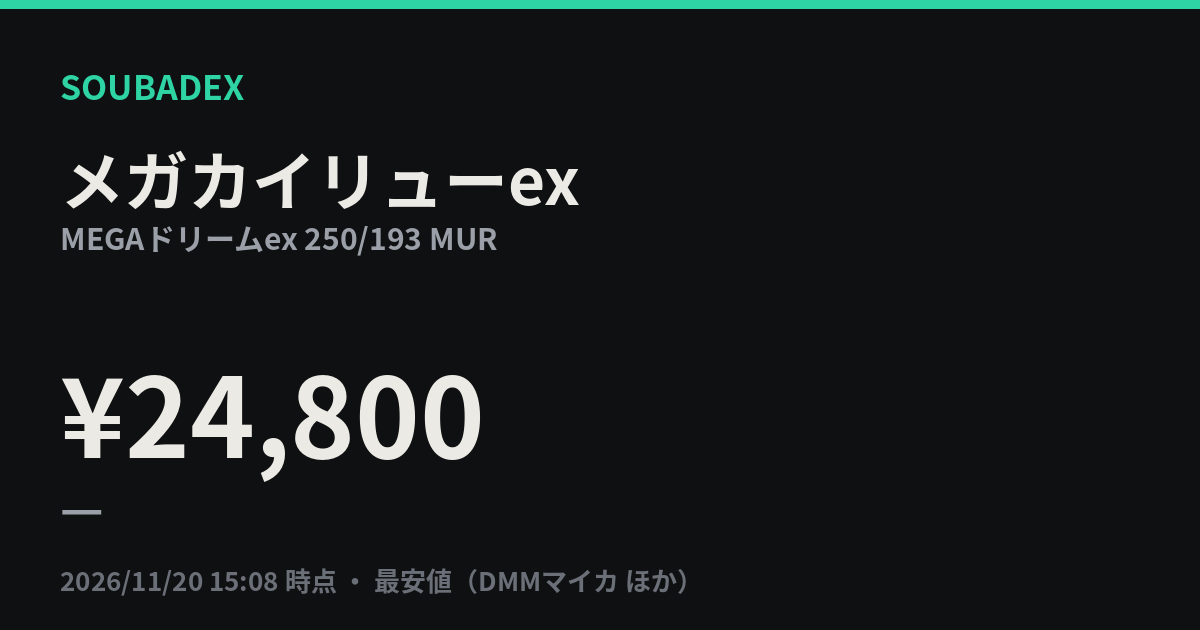 SOUBADEX
メガカイリューex
MEGAドリームex 250/193 MUR
¥24,800
—
2026/11/20 15:08 時点 ・ 最安値（DMMマイカ ほか）